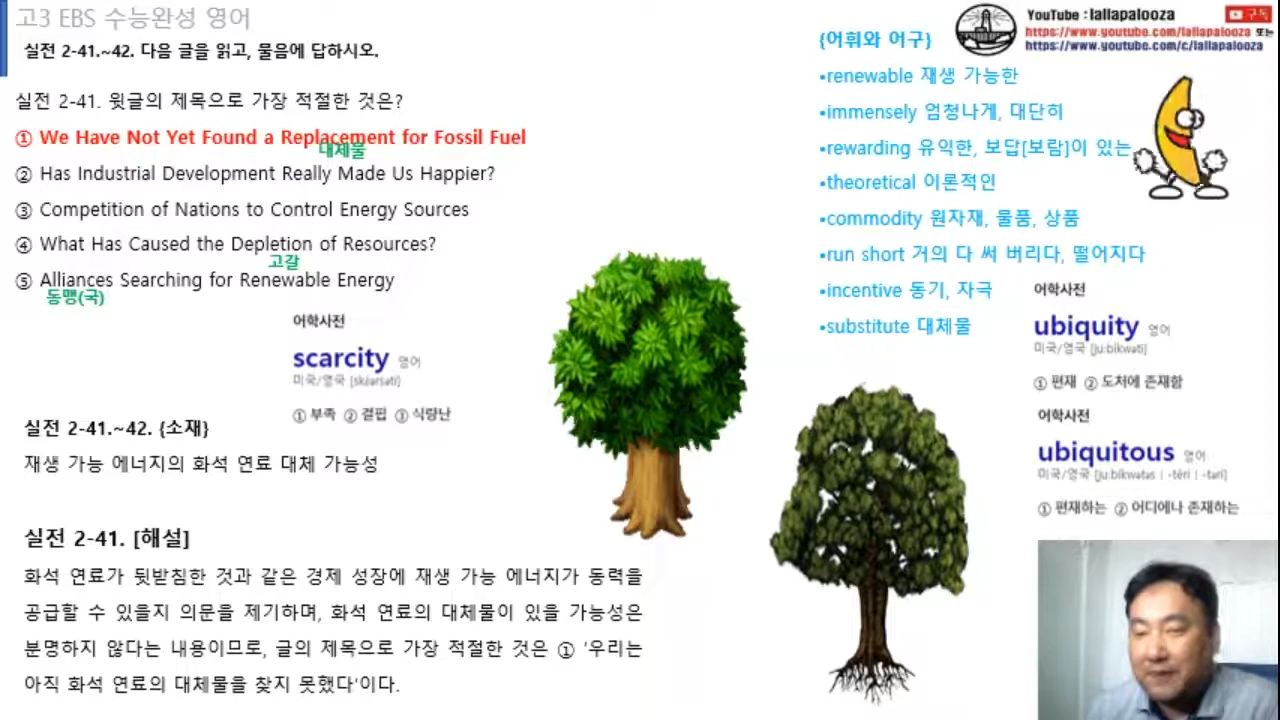 고3 EBS 수능완성 영어
실전 2-41.~42. 다음 글을 읽고, 물음에 답하시오.
실전 2-41. 윗글의 제목으로 가장 적절한 것은?
① We Have Not Yet Found a Replacement for Fossil Fuel
대체물
② Has Industrial Development Really Made Us Happier?
③ Competition of Nations to Control Energy Sources
④ What Has Caused the Depletion of Resources?
고갈
⑤ Alliances Searching for Renewable Energy
동맹(국)
어학사전
scarcity 영어
미국/영국 [skéərsəti]
① 부족 ② 결핍 ③ 식량난
실전 2-41.~42. {소재}
재생 가능 에너지의 화석 연료 대체 가능성
실전 2-41. [해설]
화석 연료가 뒷받침한 것과 같은 경제 성장에 재생 가능 에너지가 동력을
공급할 수 있을지 의문을 제기하며, 화석 연료의 대체물이 있을 가능성은
분명하지 않다는 내용이므로, 글의 제목으로 가장 적절한 것은 ① '우리는
아직 화석 연료의 대체물을 찾지 못했다'이다.
{어휘와 어구}
•renewable 재생 가능한
•immensely 엄청나게, 대단히
•rewarding 유익한, 보답[보람]이 있는
•theoretical 이론적인
•commodity 원자재, 물품, 상품
•run short 거의 다 써 버리다, 떨어지다
•incentive 동기, 자극
•substitute 대체물
YouTube : lallapalooza
구독
https://www.youtube.com/lallapalooza 또는
https://www.youtube.com/c/lallapalooza
어학사전
ubiquity 영어
미국/영국 [juːbíkwəti]
① 편재 ② 도처에 존재함
어학사전
ubiquitous 영어
미국/영국 [juːbíkwətəs | -tèri | -təri]
① 편재하는 ② 어디에나 존재하는